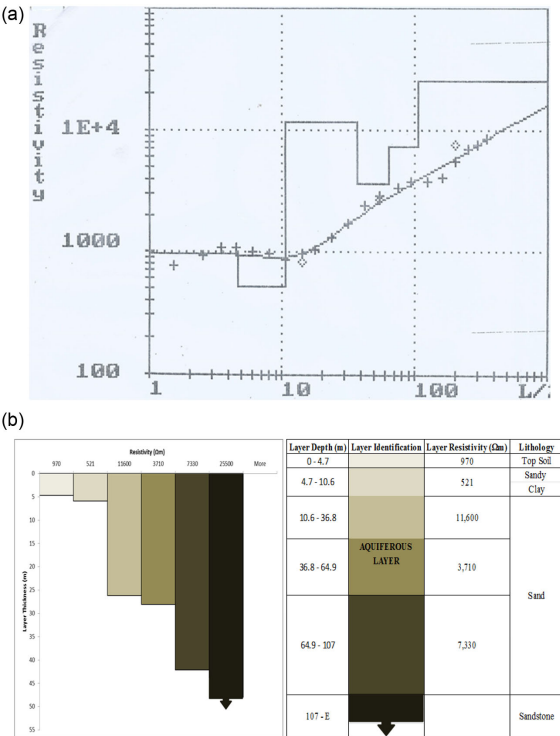 (a)
Resistivity
1E+4
1000
100
1 10 100 L/
(b)
Resistivity (Ωm)
970 521 11600 3710 7330 25500 More
Layer Thickness (m)
0
5
10
15
20
25
30
35
40
45
50
55
Layer Depth (m) Layer Identification Layer Resistivity (Ωm) Lithology
0 - 4.7 970 Top Soil
4.7 - 10.6 521 Sandy
Clay
10.6 - 36.8 11,600
AQUIFEROUS
LAYER
36.8 - 64.9 3,710
Sand
64.9 - 107 7,330
107 - E Sandstone